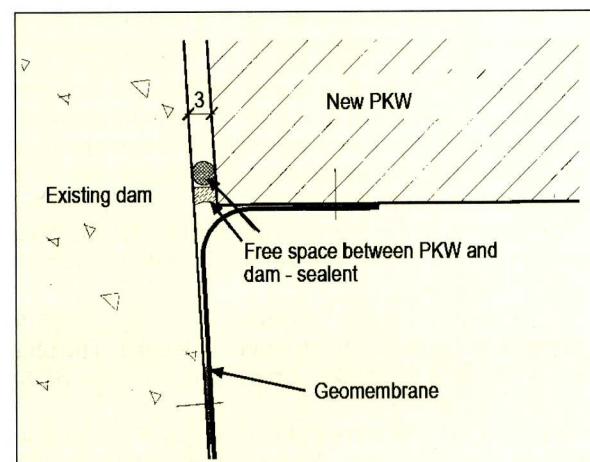 3
New PKW
Existing dam
Free space between PKW and
dam - sealent
Geomembrane